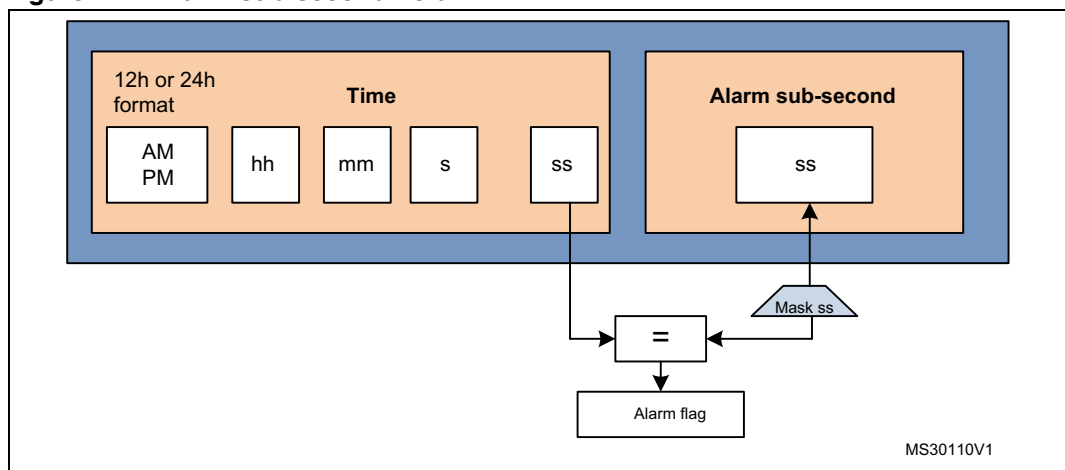 12h or 24h
format
Time
Alarm sub-second
AM
PM
hh
mm
s
ss
ss
Mask ss
=
Alarm flag
MS30110V1